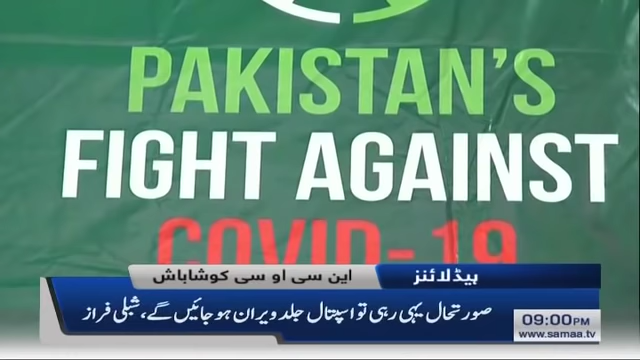 PAKISTAN'S
FIGHT AGAINST
COVID-19
ہیڈلائنز
این سی او سی کو شاباش
صورتحال یہی رہی تو اسپتال جلد ویران ہو جائیں گے، شبلی فراز
09:00PM
www.samaa.tv